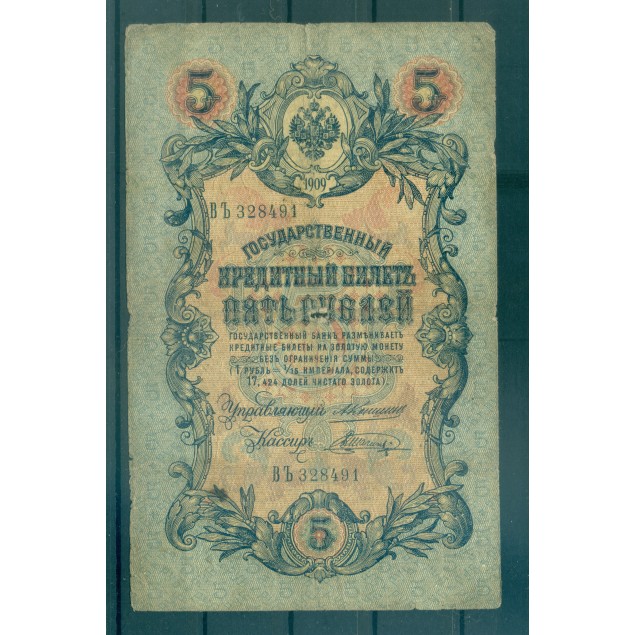 5 5
1909
ВЪ 328491
ГОСУДАРСТВЕННЫЙ
КРЕДИТНЫЙ БИЛЕТЪ
ПЯТЬ РУБЛЕЙ
ГОСУДАРСТВЕННЫЙ БАНКЪ РАЗМѢНИВАЕТЪ
КРЕДИТНЫЕ БИЛЕТЫ НА ЗОЛОТУЮ МОНЕТУ
БЕЗЪ ОГРАНИЧЕНІЯ СУММЫ
(1 РУБЛЬ = 1/15 ИМПЕРІАЛА, СОДЕРЖИТЪ
17,424 ДОЛЕЙ ЧИСТАГО ЗОЛОТА).
Управляющій
Кассиръ
ВЪ 328491
5